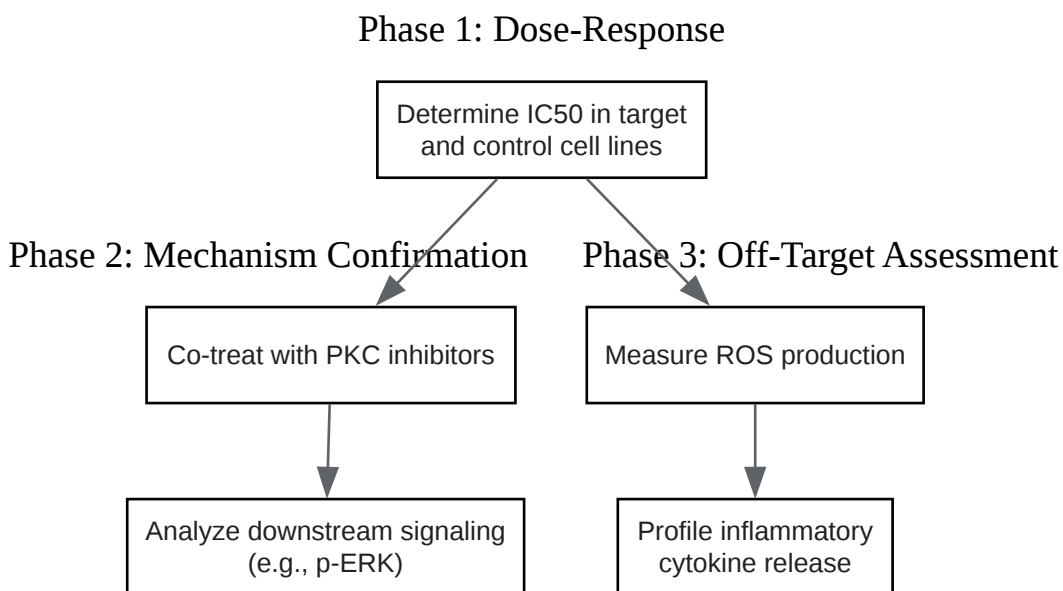 Phase 1: Dose-Response
Determine IC50 in target
and control cell lines
Phase 2: Mechanism Confirmation
Phase 3: Off-Target Assessment
Co-treat with PKC inhibitors
Measure ROS production
Analyze downstream signaling
(e.g., p-ERK)
Profile inflammatory
cytokine release